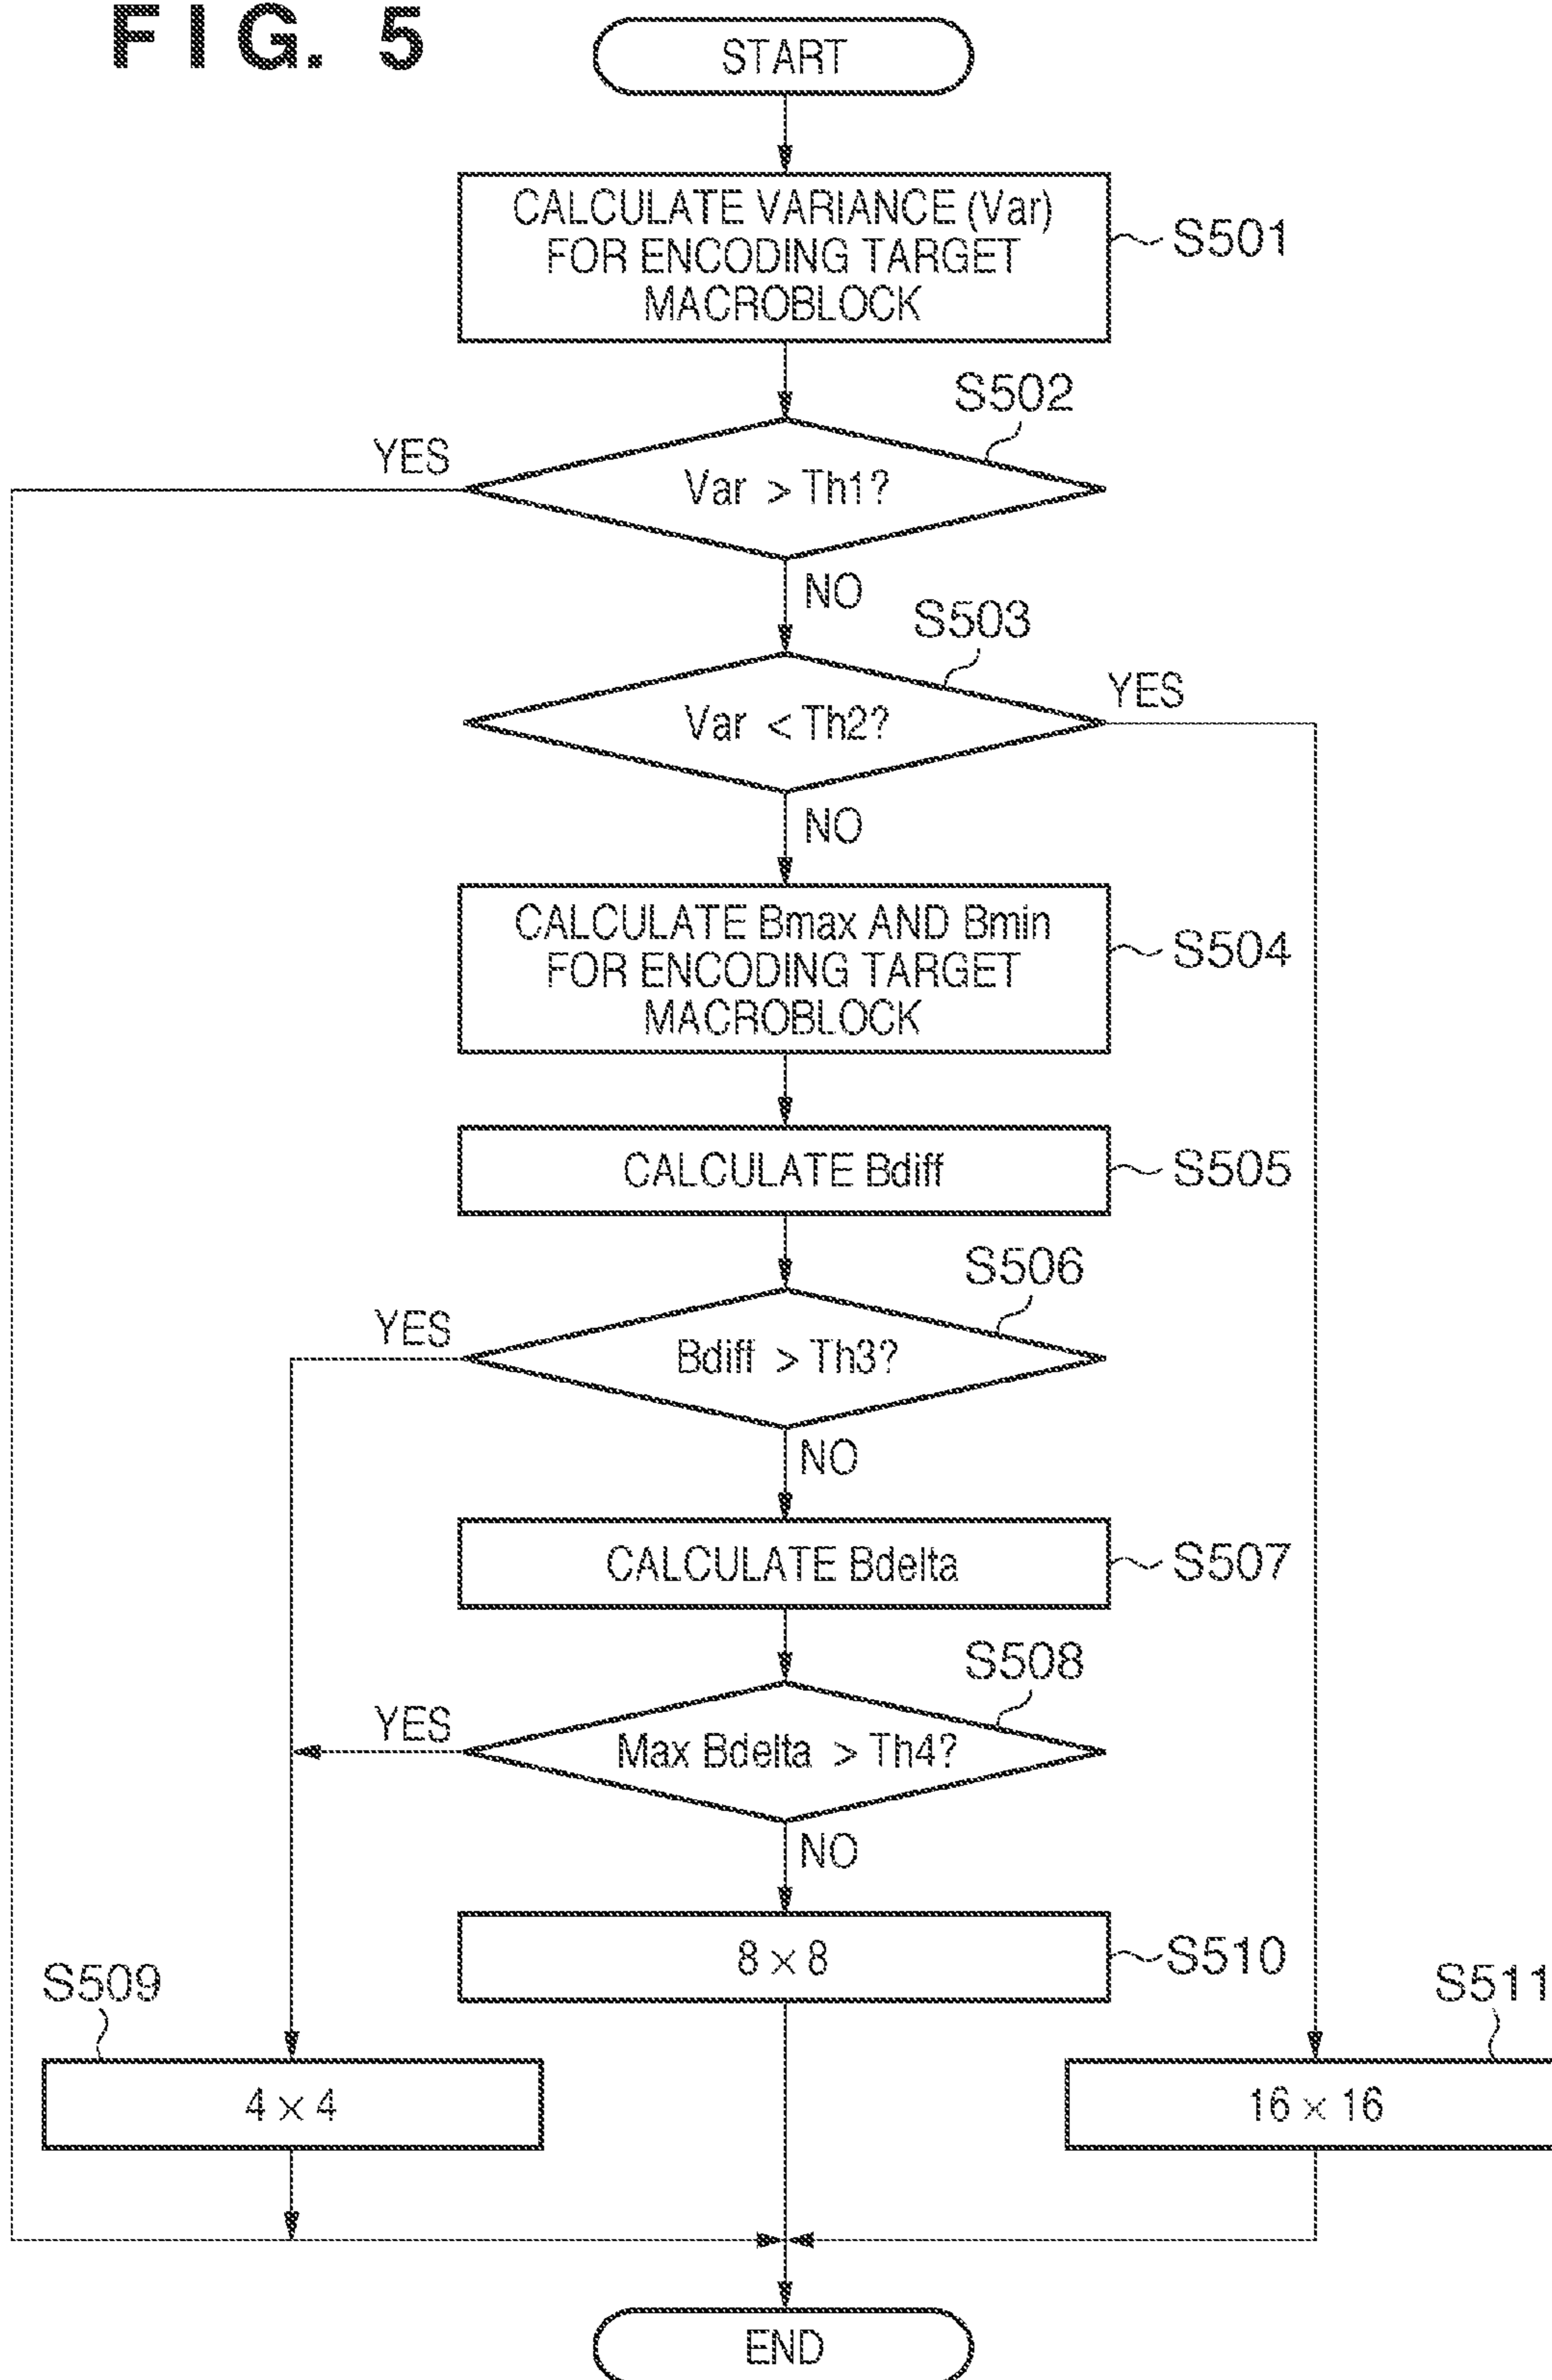 FIG. 5
START
CALCULATE VARIANCE (Var)
FOR ENCODING TARGET
MACROBLOCK
S501
S502
YES
Var > Th1?
NO
S503
YES
Var < Th2?
NO
CALCULATE Bmax AND Bmin
FOR ENCODING TARGET
MACROBLOCK
S504
CALCULATE Bdiff
S505
S506
YES
Bdiff > Th3?
NO
CALCULATE Bdelta
S507
S508
YES
Max Bdelta > Th4?
NO
8 × 8
S510
S509
S511
4 × 4
16 × 16
END